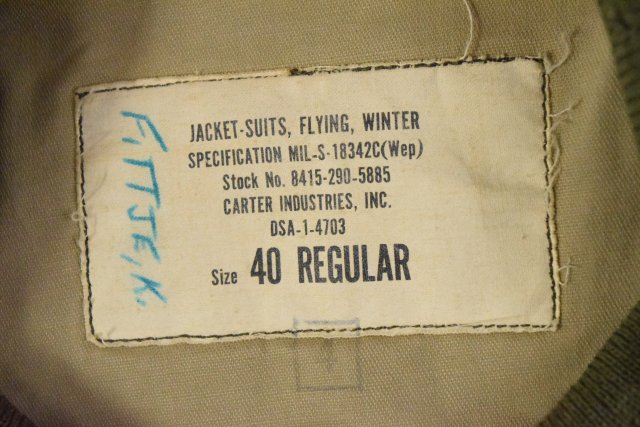 JACKET-SUITS, FLYING, WINTER
SPECIFICATION MIL-S-18342C(Wep)
Stock No. 8415-290-5885
CARTER INDUSTRIES, INC.
DSA-1-4703
Size 40 REGULAR